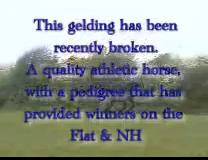 This gelding has been
recently broken.
A quality athletic horse,
with a pedigree that has
provided winners on the
Flat & NH